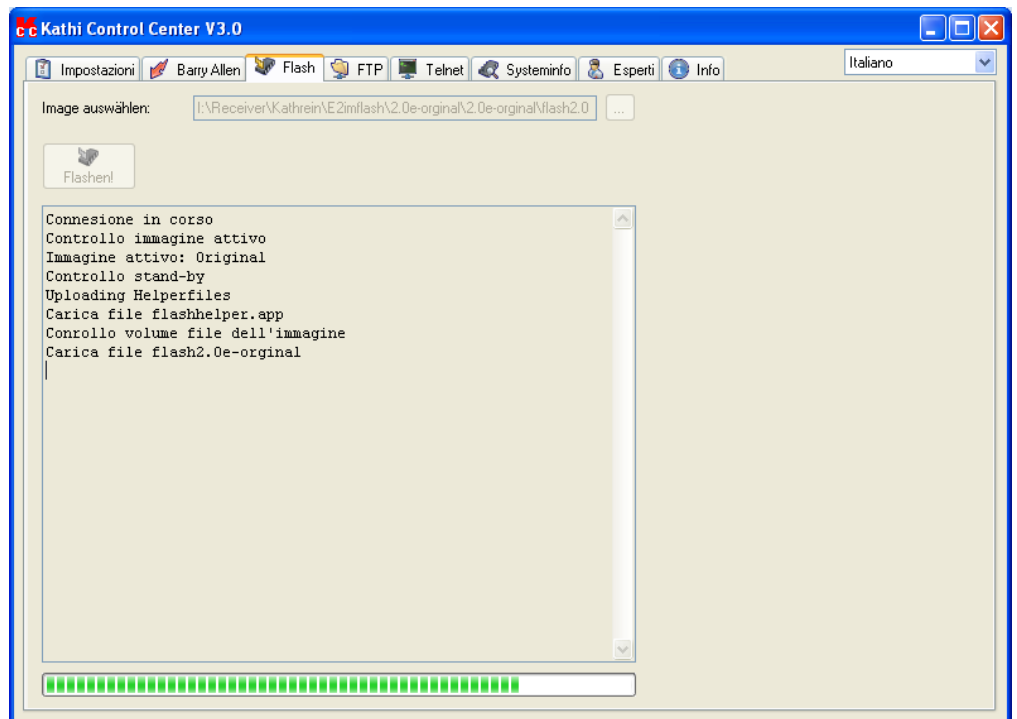 Kathi Control Center V3.0
Impostazioni Barry Allen Flash FTP Telnet Systeminfo Esperti Info Italiano
Image auswählen: I:\Receiver\Kathrein\E2imflash\2.0e-orginal\2.0e-orginal\flash2.0 ...
Flashen!
Connesione in corso
Controllo immagine attivo
Immagine attivo: Original
Controllo stand-by
Uploading Helperfiles
Carica file flashhelper.app
Conrollo volume file dell'immagine
Carica file flash2.0e-orginal